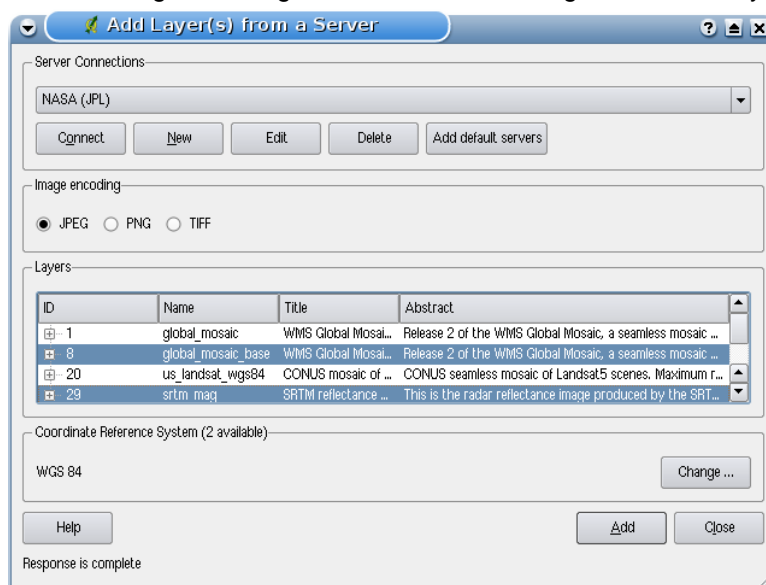 Add Layer(s) from a Server
Server Connections
NASA (JPL)
Connect New Edit Delete Add default servers
Image encoding
JPEG PNG TIFF
Layers
ID Name Title Abstract
1 global_mosaic WMS Global Mosai... Release 2 of the WMS Global Mosaic, a seamless mosaic ...
8 global_mosaic_base WMS Global Mosai... Release 2 of the WMS Global Mosaic, a seamless mosaic ...
20 us_landsat_wgs84 CONUS mosaic of ... CONUS seamless mosaic of Landsat5 scenes. Maximum r...
29 srtm_mag SRTM reflectance ... This is the radar reflectance image produced by the SRT...
Coordinate Reference System (2 available)
WGS 84 Change ...
Help Add Close
Response is complete